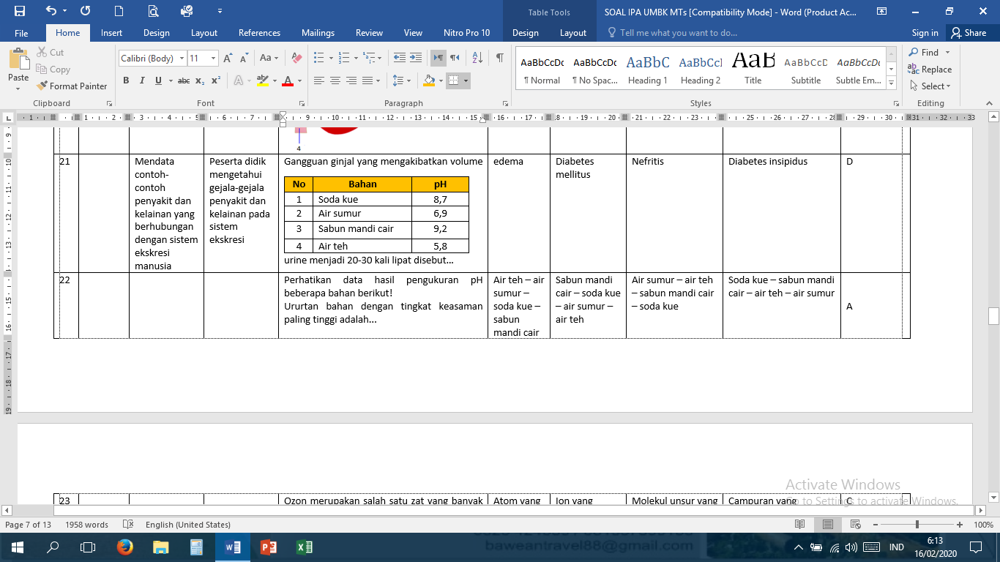 Table Tools
SOAL IPA UMBK MTs [Compatibility Mode] - Word (Product Ac...
File Home Insert Design Layout References Mailings Review View Nitro Pro 10 Design Layout Tell me what you want to do... Sign in Share
Paste
Cut
Copy
Format Painter
Calibri (Body) 11
B I U abc x₂ x²
AaBbCcDc AaBbCcDc AaBbC AaBbCcI AaB AaBbCcD AaBbCcDc
¶ Normal ¶ No Spac... Heading 1 Heading 2 Title Subtitle Subtle Em...
Find
Replace
Select
Clipboard Font Paragraph Styles Editing
4
21
Mendata
contoh-
contoh
penyakit dan
kelainan yang
berhubungan
dengan sistem
ekskresi
manusia
Peserta didik
mengetahui
gejala-gejala
penyakit dan
kelainan pada
sistem
ekskresi
Gangguan ginjal yang mengakibatkan volume
No Bahan pH
1 Soda kue 8,7
2 Air sumur 6,9
3 Sabun mandi cair 9,2
4 Air teh 5,8
urine menjadi 20-30 kali lipat disebut...
edema
Diabetes
mellitus
Nefritis
Diabetes insipidus
D
22
Perhatikan data hasil pengukuran pH
beberapa bahan berikut!
Ururtan bahan dengan tingkat keasaman
paling tinggi adalah...
Air teh – air
sumur –
soda kue –
sabun
mandi cair
Sabun mandi
cair – soda kue
– air sumur –
air teh
Air sumur – air teh
– sabun mandi cair
– soda kue
Soda kue – sabun mandi
cair – air teh – air sumur
A
23
Ozon merupakan salah satu zat yang banyak
Atom yang
Ion yang
Molekul unsur yang
Campuran yang
C
Activate Windows
Go to Settings to activate Windows.
Page 7 of 13 1958 words English (United States) 100%
baweantravel88@gmail.com
IND
6:13
16/02/2020